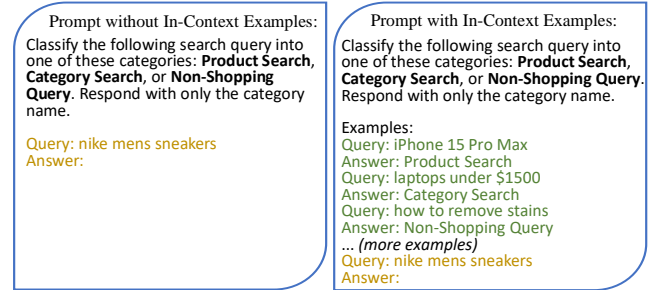 Prompt without In-Context Examples:
Classify the following search query into
one of these categories: Product Search,
Category Search, or Non-Shopping
Query. Respond with only the category
name.
Query: nike mens sneakers
Answer:
Prompt with In-Context Examples:
Classify the following search query into
one of these categories: Product Search,
Category Search, or Non-Shopping Query.
Respond with only the category name.
Examples:
Query: iPhone 15 Pro Max
Answer: Product Search
Query: laptops under $1500
Answer: Category Search
Query: how to remove stains
Answer: Non-Shopping Query
... (more examples)
Query: nike mens sneakers
Answer: